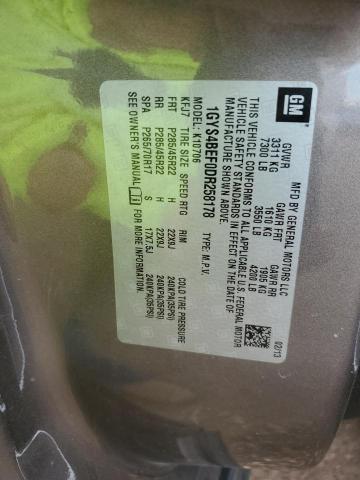 GM
MFD BY GENERAL MOTORS LLC
02/13
GVWR GAWR FRT GAWR RR
3311 KG 1610 KG 1905 KG
7300 LB 3550 LB 4200 LB
THIS VEHICLE CONFORMS TO ALL APPLICABLE U.S. FEDERAL MOTOR
VEHICLE SAFETY STANDARDS IN EFFECT ON THE DATE OF
MANUFACTURE SHOWN ABOVE.
1GYS4BEF0DR258178 TYPE: M.P.V.
MODEL: K10706
KFJ7 TIRE SIZE SPEED RTG RIM COLD TIRE PRESSURE
FRT P285/45R22 H 22X9J 240KPA(35PSI)
RR P285/45R22 H 22X9J 240KPA(35PSI)
SPA P265/70R17 S 17X7.5J 240KPA(35PSI)
SEE OWNER'S MANUAL FOR MORE INFORMATION